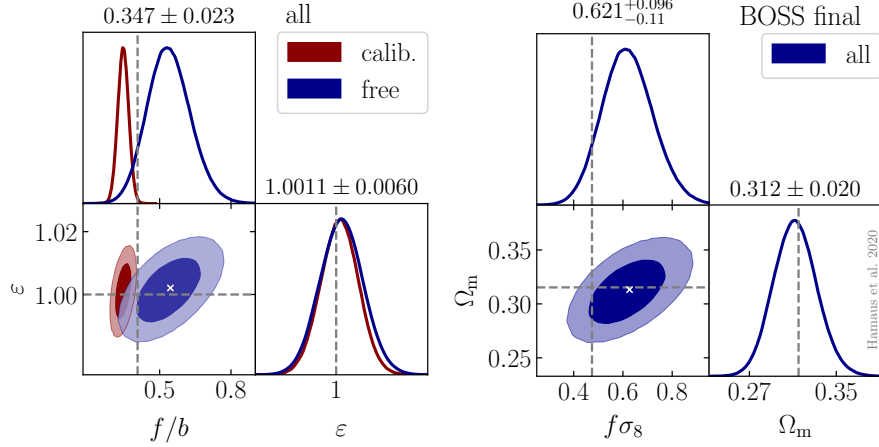 0.347 ± 0.023
all
calib.
free
1.0011 ± 0.0060
1.02
1.00
ε
0.5
0.8
1
f/b
ε
0.621+0.096
−0.11
BOSS final
all
0.312 ± 0.020
0.35
0.30
0.25
Ωm
0.4
0.6
0.8
0.27
0.35
fσ8
Ωm
Hamaus et al. 2020